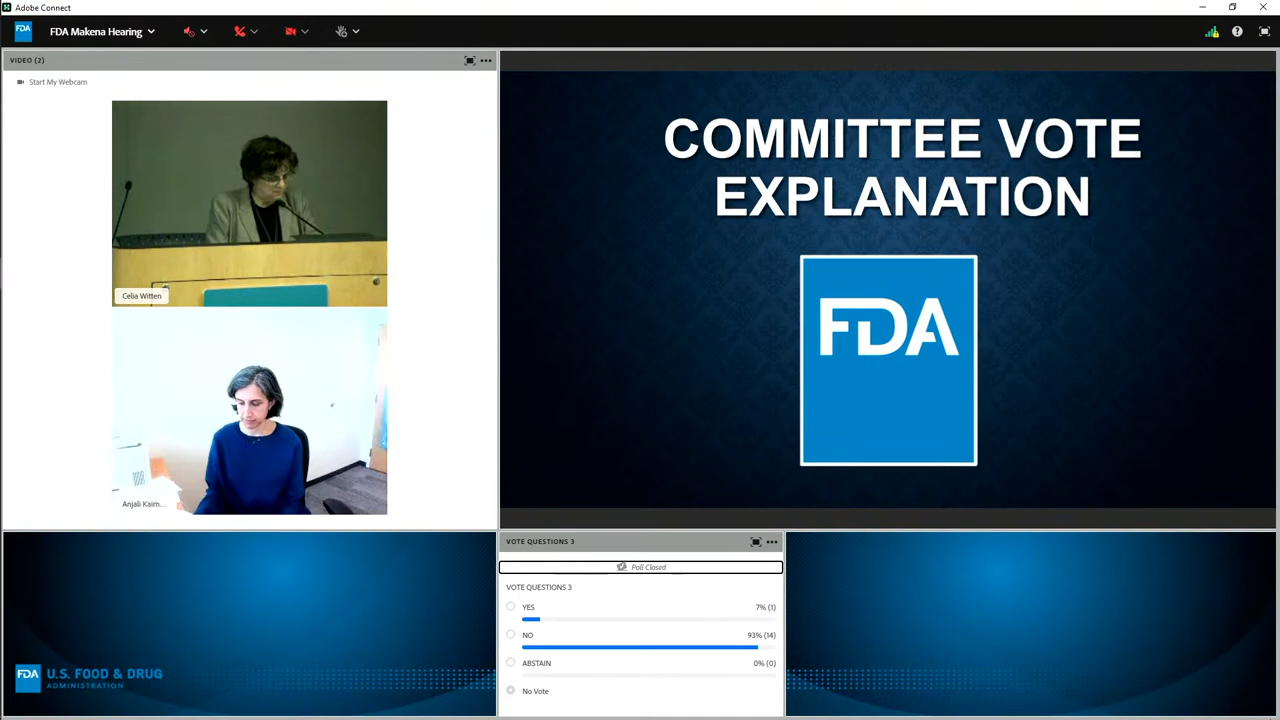 Adobe Connect
FDA
FDA Makena Hearing
VIDEO (2)
Start My Webcam
Celia Witten
Anjali Kaim...
COMMITTEE VOTE
EXPLANATION
FDA
VOTE QUESTIONS 3
Poll Closed
VOTE QUESTIONS 3
YES 7% (1)
NO 93% (14)
ABSTAIN 0% (0)
No Vote
FDA U.S. FOOD & DRUG
ADMINISTRATION